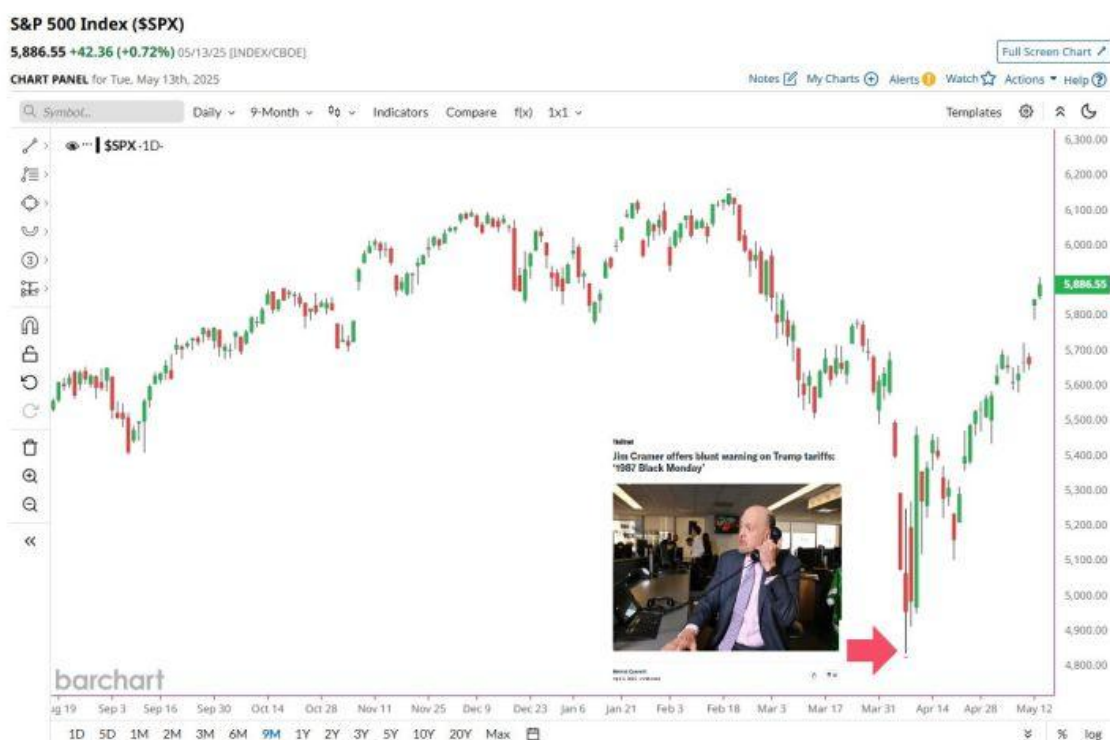 S&P 500 Index ($SPX)
5,886.55 +42.36 (+0.72%) 05/13/25 [INDEX/CBOE]
Full Screen Chart
CHART PANEL for Tue, May 13th, 2025
Notes My Charts Alerts Watch Actions Help
Symbol... Daily 9-Month Indicators Compare f(x) 1x1 Templates
$SPX -1D-
6,300.00
6,200.00
6,100.00
6,000.00
5,886.55
5,800.00
5,700.00
5,600.00
5,500.00
5,400.00
5,300.00
5,200.00
5,100.00
5,000.00
4,900.00
4,800.00
Jim Cramer offers blunt warning on Trump tariffs:
'1987 Black Monday'
barchart
ug 19 Sep 3 Sep 16 Sep 30 Oct 14 Oct 28 Nov 11 Nov 25 Dec 9 Dec 23 Jan 6 Jan 21 Feb 3 Feb 18 Mar 3 Mar 17 Mar 31 Apr 14 Apr 28 May 12
1D 5D 1M 2M 3M 6M 9M 1Y 2Y 3Y 5Y 10Y 20Y Max % log